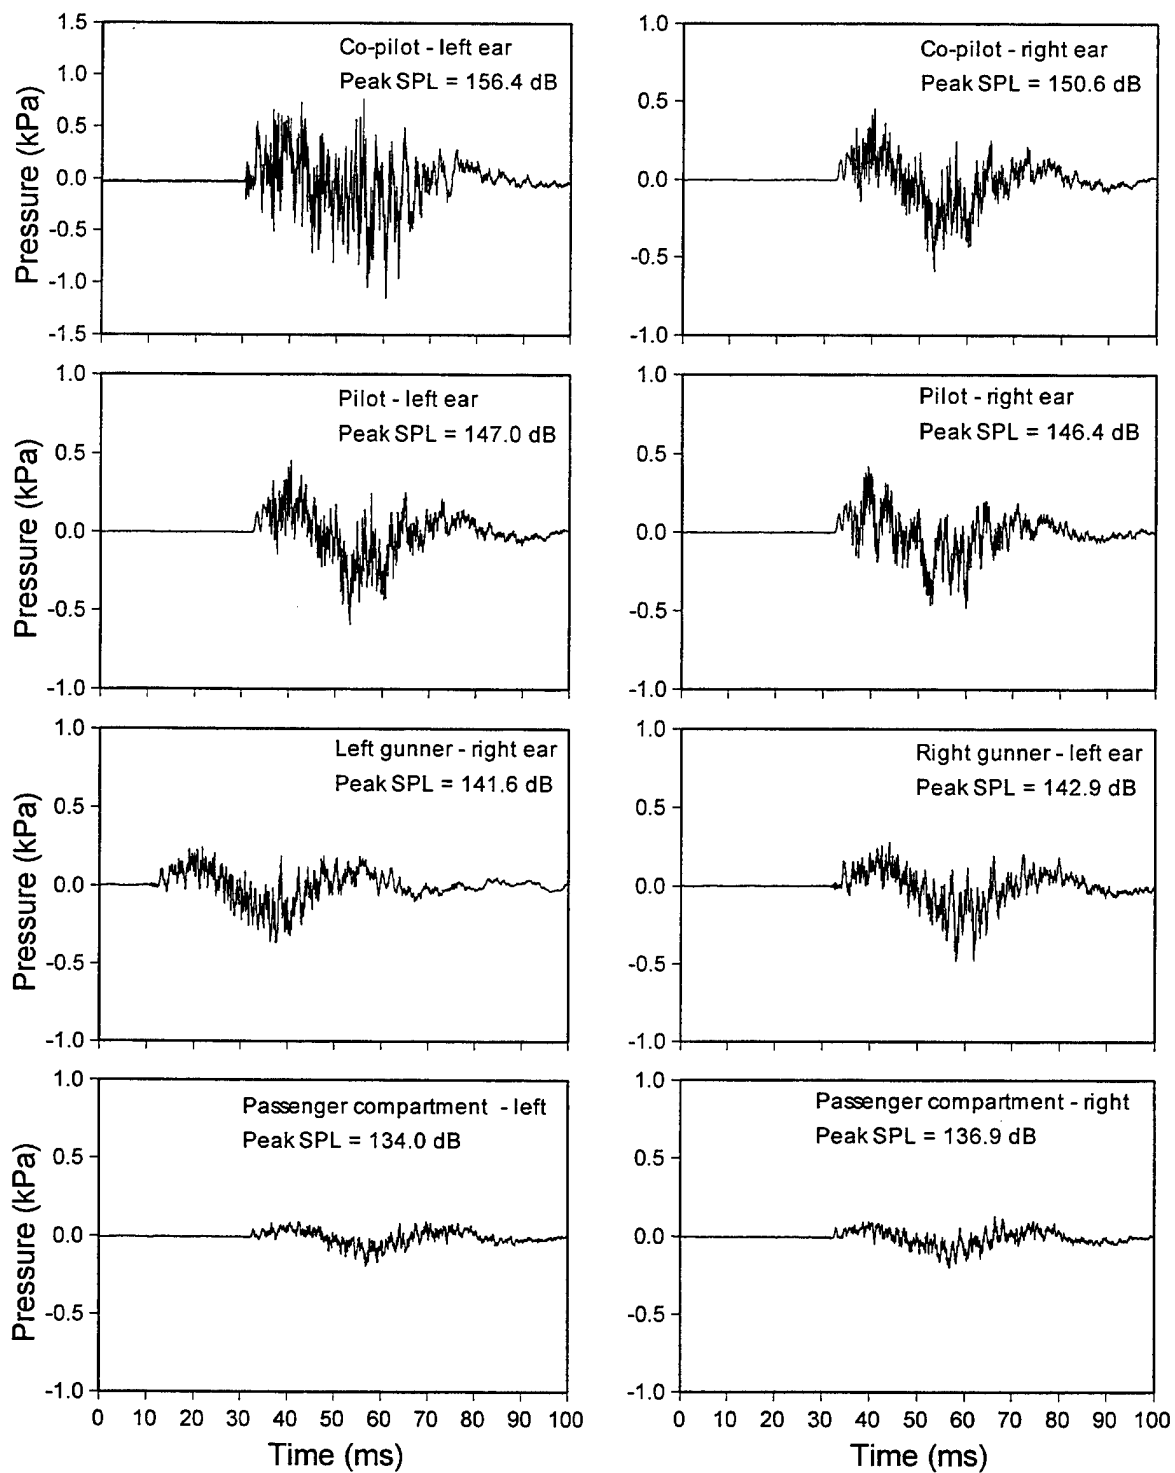 1.5
1.0
0.5
0.0
-0.5
-1.0
-1.5
Pressure (kPa)
Co-pilot - left ear
Peak SPL = 156.4 dB
1.0
0.5
0.0
-0.5
-1.0
Co-pilot - right ear
Peak SPL = 150.6 dB
1.0
0.5
0.0
-0.5
-1.0
Pressure (kPa)
Pilot - left ear
Peak SPL = 147.0 dB
1.0
0.5
0.0
-0.5
-1.0
Pilot - right ear
Peak SPL = 146.4 dB
1.0
0.5
0.0
-0.5
-1.0
Pressure (kPa)
Left gunner - right ear
Peak SPL = 141.6 dB
1.0
0.5
0.0
-0.5
-1.0
Right gunner - left ear
Peak SPL = 142.9 dB
1.0
0.5
0.0
-0.5
-1.0
Pressure (kPa)
Passenger compartment - left
Peak SPL = 134.0 dB
0 10 20 30 40 50 60 70 80 90 100
Time (ms)
1.0
0.5
0.0
-0.5
-1.0
Passenger compartment - right
Peak SPL = 136.9 dB
0 10 20 30 40 50 60 70 80 90 100
Time (ms)